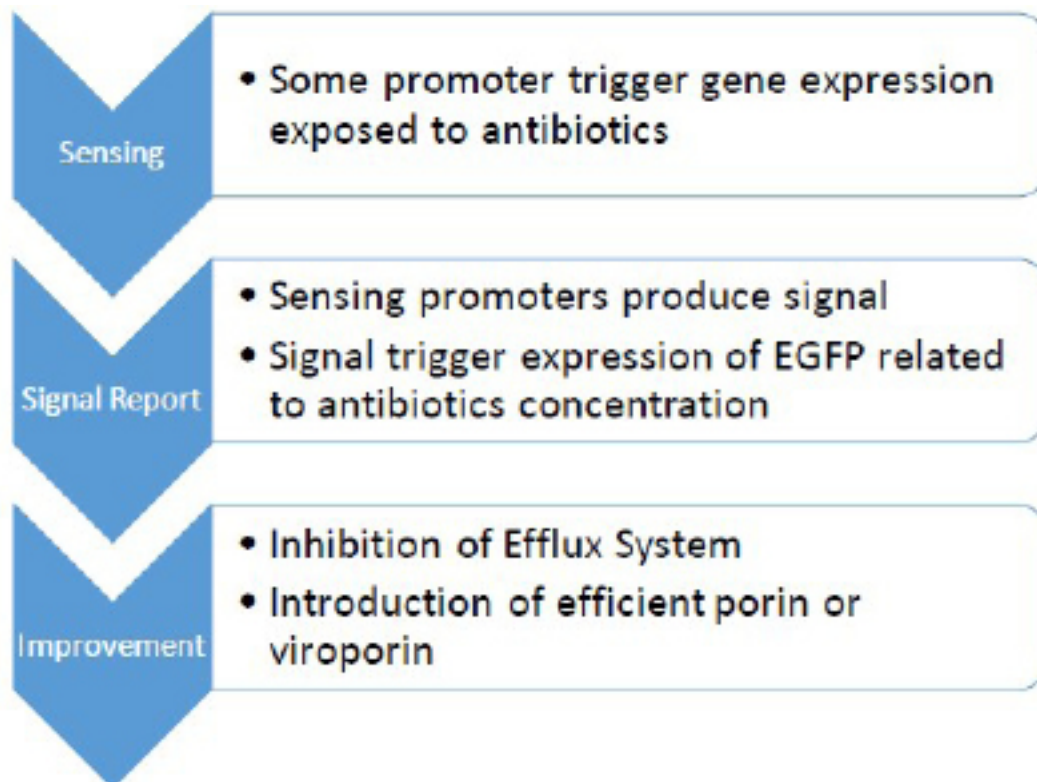 Sensing
• Some promoter trigger gene expression
exposed to antibiotics
Signal Report
• Sensing promoters produce signal
• Signal trigger expression of EGFP related
to antibiotics concentration
Improvement
• Inhibition of Efflux System
• Introduction of efficient porin or
viroporin